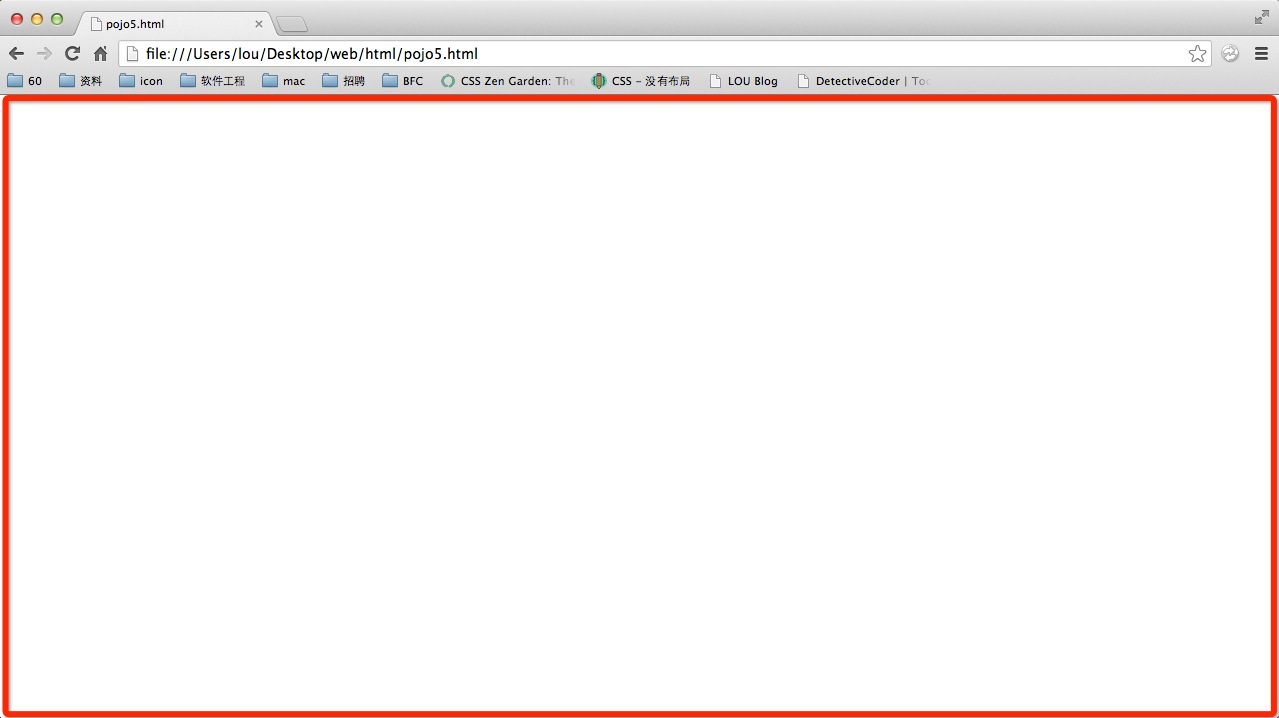 pojo5.html
file:///Users/lou/Desktop/web/html/pojo5.html
60 资料 icon 软件工程 mac 招聘 BFC CSS Zen Garden: The CSS – 没有布局 LOU Blog DetectiveCoder | Too